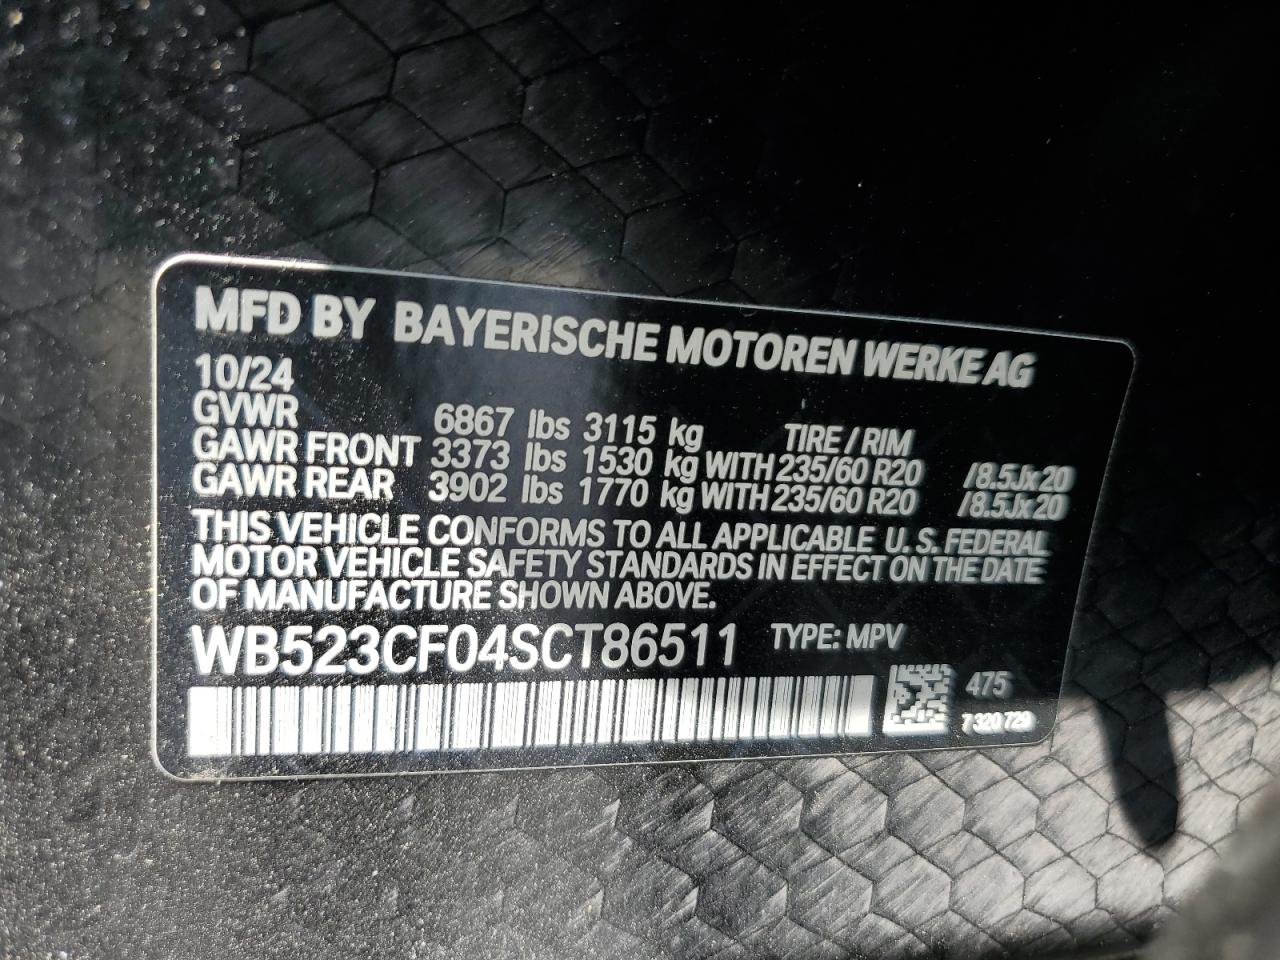 MFD BY BAYERISCHE MOTOREN WERKE AG
10/24
GVWR 6867 lbs 3115 kg TIRE / RIM
GAWR FRONT 3373 lbs 1530 kg WITH 235/60 R20 /8.5Jx20
GAWR REAR 3902 lbs 1770 kg WITH 235/60 R20 /8.5Jx20
THIS VEHICLE CONFORMS TO ALL APPLICABLE U.S. FEDERAL
MOTOR VEHICLE SAFETY STANDARDS IN EFFECT ON THE DATE
OF MANUFACTURE SHOWN ABOVE.
WB523CF04SCT86511 TYPE: MPV
475
7 320 729